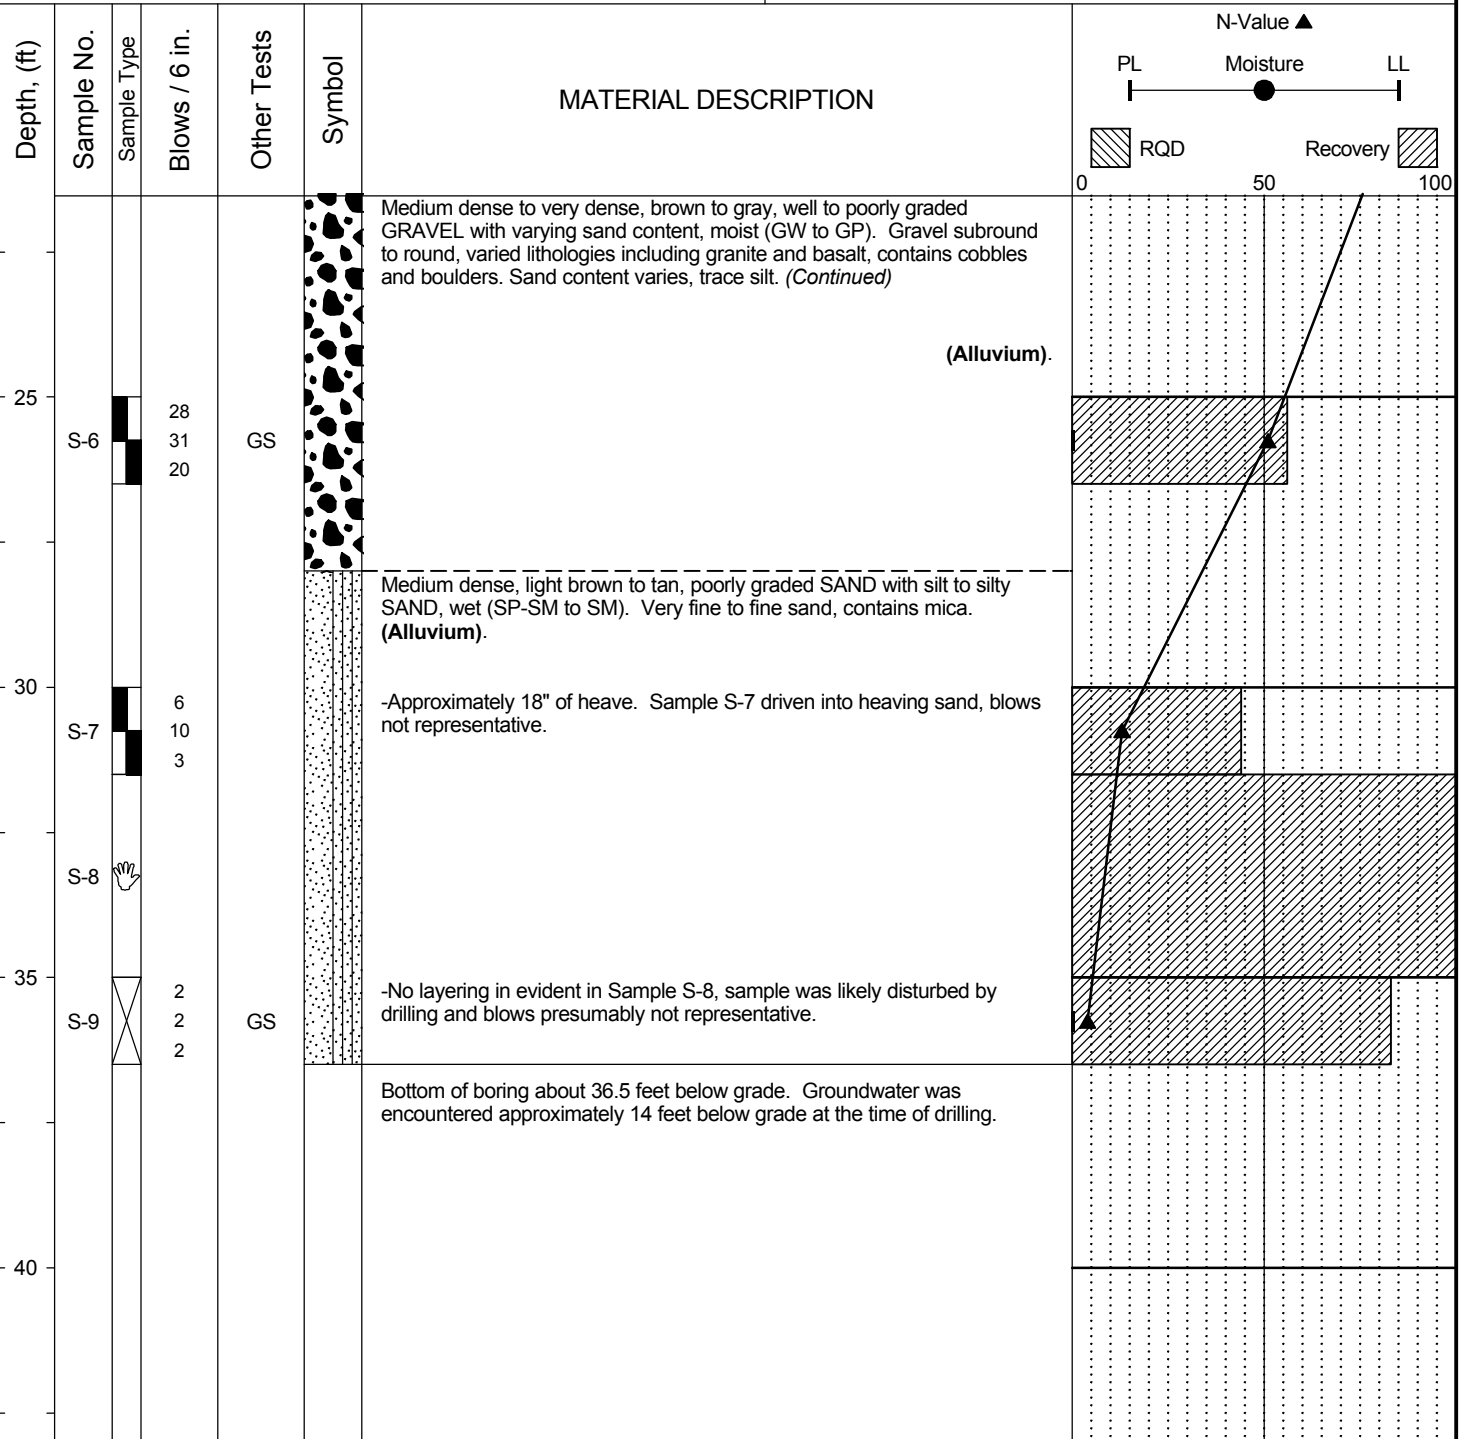 Depth, (ft)
Sample No.
Sample Type
Blows / 6 in.
Other Tests
Symbol
MATERIAL DESCRIPTION
N-Value
PL Moisture LL
RQD Recovery
0 50 100
Medium dense to very dense, brown to gray, well to poorly graded
GRAVEL with varying sand content, moist (GW to GP). Gravel subround
to round, varied lithologies including granite and basalt, contains cobbles
and boulders. Sand content varies, trace silt. (Continued)
(Alluvium).
25
28
S-6 31 GS
20
Medium dense, light brown to tan, poorly graded SAND with silt to silty
SAND, wet (SP-SM to SM). Very fine to fine sand, contains mica.
(Alluvium).
30
6 -Approximately 18" of heave. Sample S-7 driven into heaving sand, blows
not representative.
S-7 10
3
S-8
35
2 -No layering in evident in Sample S-8, sample was likely disturbed by
drilling and blows presumably not representative.
S-9 2 GS
2
Bottom of boring about 36.5 feet below grade. Groundwater was
encountered approximately 14 feet below grade at the time of drilling.
40